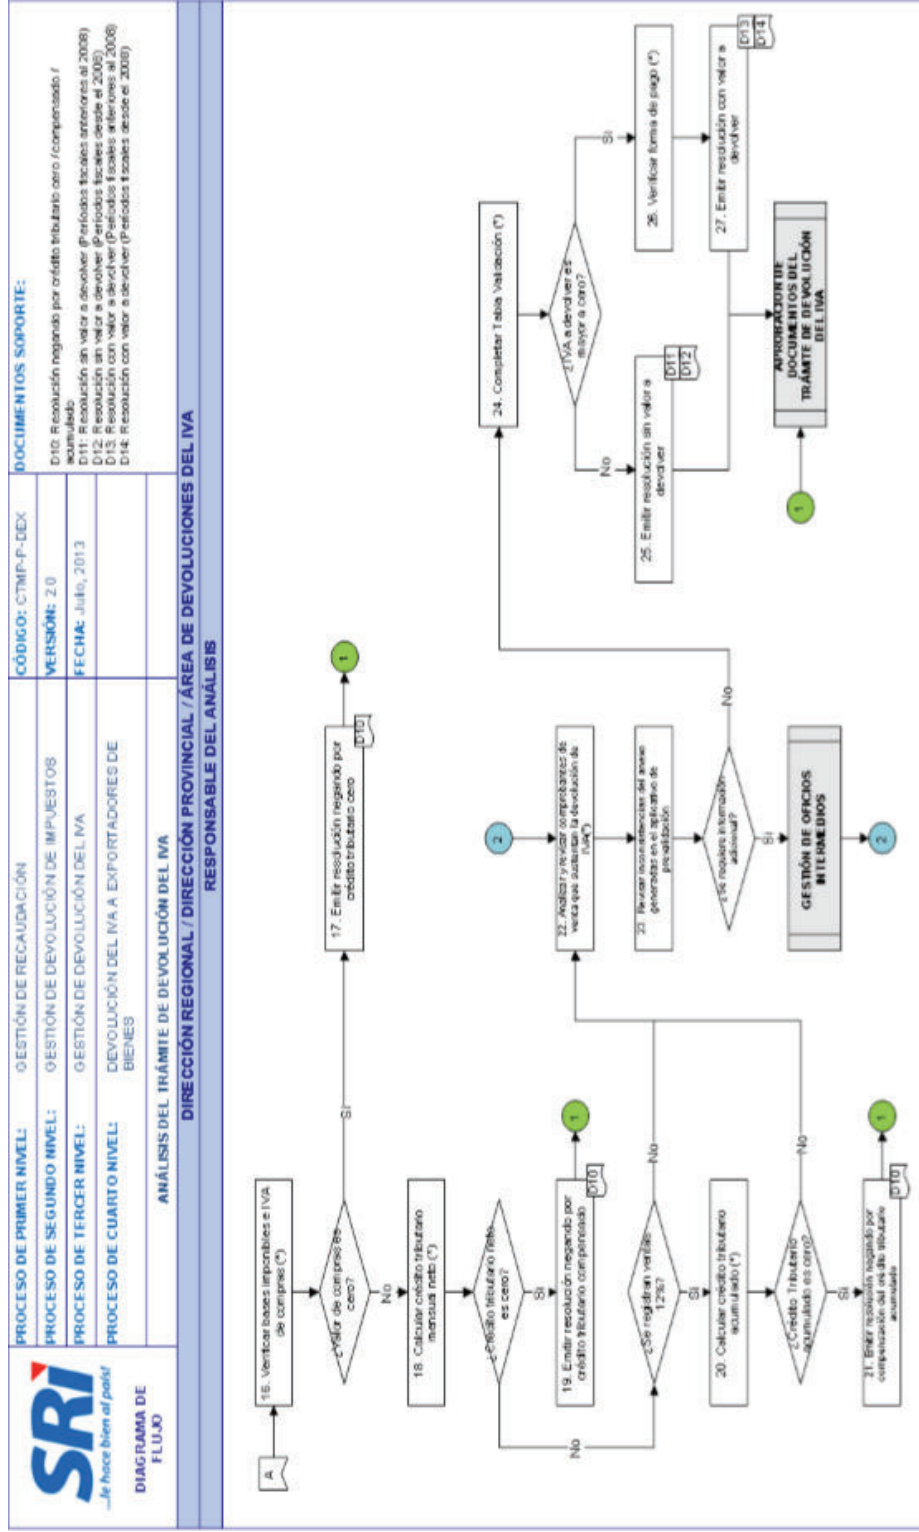 SRi
...le hace bien al país!
DIAGRAMA DE
FLUJO
PROCESO DE PRIMER NIVEL:
GESTIÓN DE RECAUDACIÓN
CÓDIGO: CTMP-P-DEX
PROCESO DE SEGUNDO NIVEL:
GESTIÓN DE DEVOLUCIÓN DE IMPUESTOS
VERSIÓN: 2.0
PROCESO DE TERCER NIVEL:
GESTIÓN DE DEVOLUCIÓN DEL IVA
FECHA: Julio, 2013
PROCESO DE CUARTO NIVEL:
DEVOLUCIÓN DEL IVA A EXPORTADORES DE
BIENES
DOCUMENTOS SOPORTE:
D10: Resolución negando por crédito tributario cero / compensado /
acumulado
D11: Resolución sin valor a devolver (Períodos fiscales anteriores al 2008)
D12: Resolución sin valor a devolver (Períodos fiscales desde el 2008)
D13: Resolución con valor a devolver (Períodos fiscales anteriores al 2008)
D14: Resolución con valor a devolver (Períodos fiscales desde el 2008)
ANÁLISIS DEL TRÁMITE DE DEVOLUCIÓN DEL IVA
DIRECCIÓN REGIONAL / DIRECCIÓN PROVINCIAL / ÁREA DE DEVOLUCIONES DEL IVA
RESPONSABLE DEL ANÁLISIS
A
16. Verificar bases imponibles e IVA
de compras (*)
¿Valor de compras es
cero?
Si
No
17. Emitir resolución negando por
crédito tributario cero
D10
1
18. Calcular crédito tributario
mensual neto (*)
¿Crédito tributario neto
es cero?
Si
No
19. Emitir resolución negando por
crédito tributario compensado
D10
1
¿Se registran ventas
12%?
Si
No
20. Calcular crédito tributario
acumulado (*)
¿Crédito Tributario
acumulado es cero?
Si
No
21. Emitir resolución negando por
compensación del crédito tributario
acumulado
D10
1
2
22. Analizar y revisar comprobantes de
venta que sustentan la devolución de
IVA(*)
23. Revisar inconsistencias del anexo
generadas en el aplicativo de
prevalidación
¿Se requiere información
adicional?
Si
No
GESTIÓN DE OFICIOS
INTERMEDIOS
2
24. Completar Tabla Validación (*)
¿IVA a devolver es
mayor a cero?
No
Si
25. Emitir resolución sin valor a
devolver
D11
D12
26. Verificar forma de pago (*)
27. Emitir resolución con valor a
devolver
D13
D14
1
APROBACIÓN DE
DOCUMENTOS DEL
TRÁMITE DE DEVOLUCIÓN
DEL IVA